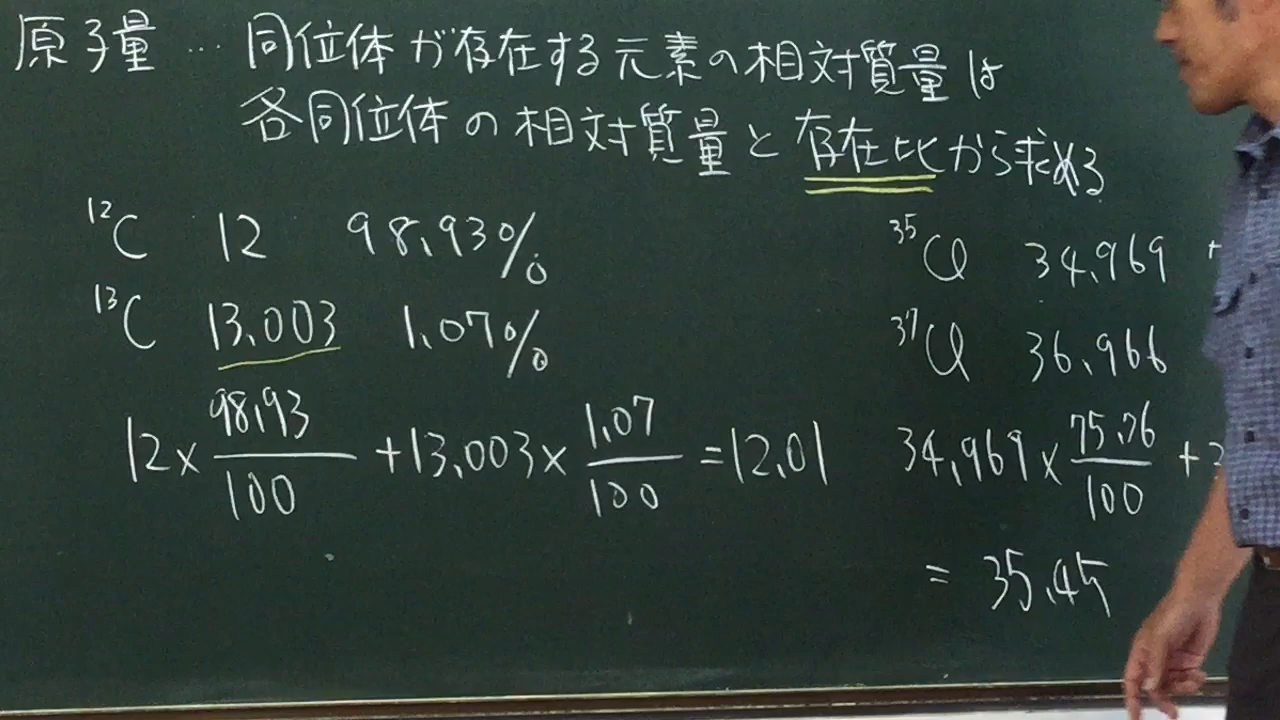 原子量 … 同位体が存在する元素の相対質量は
各同位体の相対質量と存在比から求める
¹²C 12 98.93%
¹³C 13.003 1.07%
12×98.93/100+13.003×1.07/100=12.01
³⁵Cl 34.969
³⁷Cl 36.966
34.969×75.76/100+
=35.45